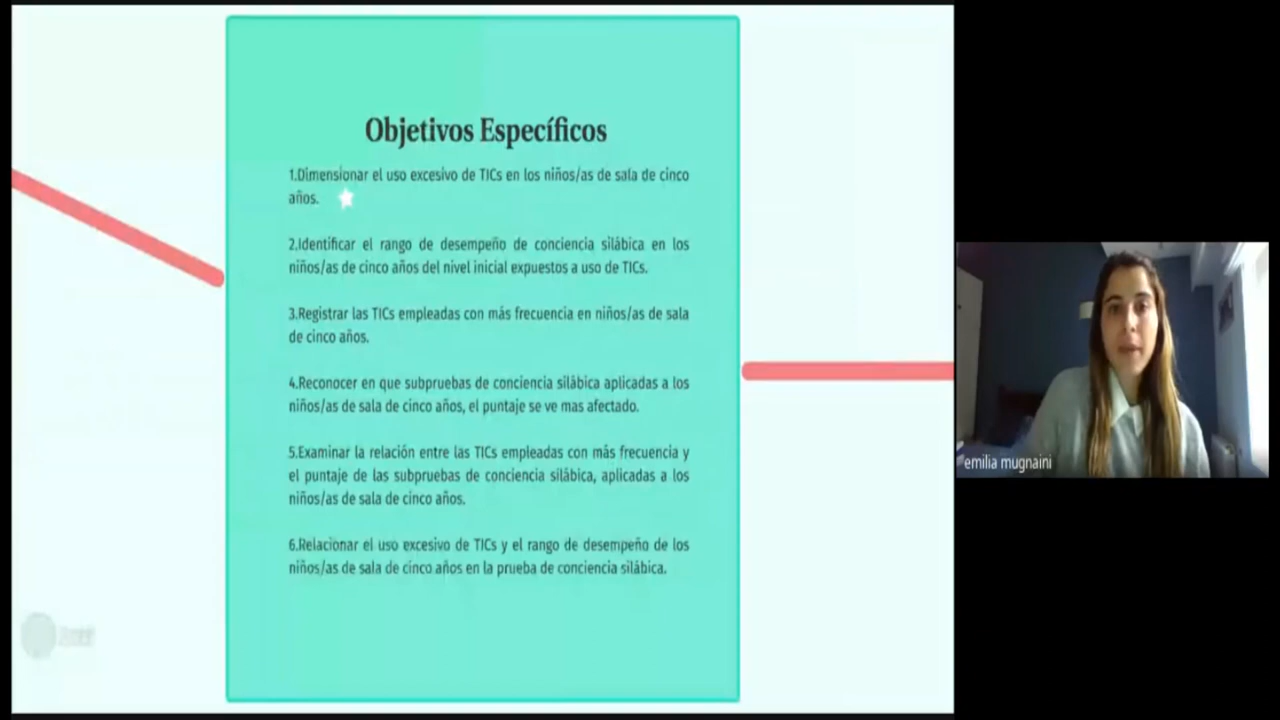 Objetivos Específicos
1.Dimensionar el uso excesivo de TICs en los niños/as de sala de cinco
años.
2.Identificar el rango de desempeño de conciencia silábica en los
niños/as de cinco años del nivel inicial expuestos a uso de TICs.
3.Registrar las TICs empleadas con más frecuencia en niños/as de sala
de cinco años.
4.Reconocer en que subpruebas de conciencia silábica aplicadas a los
niños/as de sala de cinco años, el puntaje se ve mas afectado.
5.Examinar la relación entre las TICs empleadas con más frecuencia y
el puntaje de las subpruebas de conciencia silábica, aplicadas a los
niños/as de sala de cinco años.
6.Relacionar el uso excesivo de TICs y el rango de desempeño de los
niños/as de sala de cinco años en la prueba de conciencia silábica.
emilia mugnaini